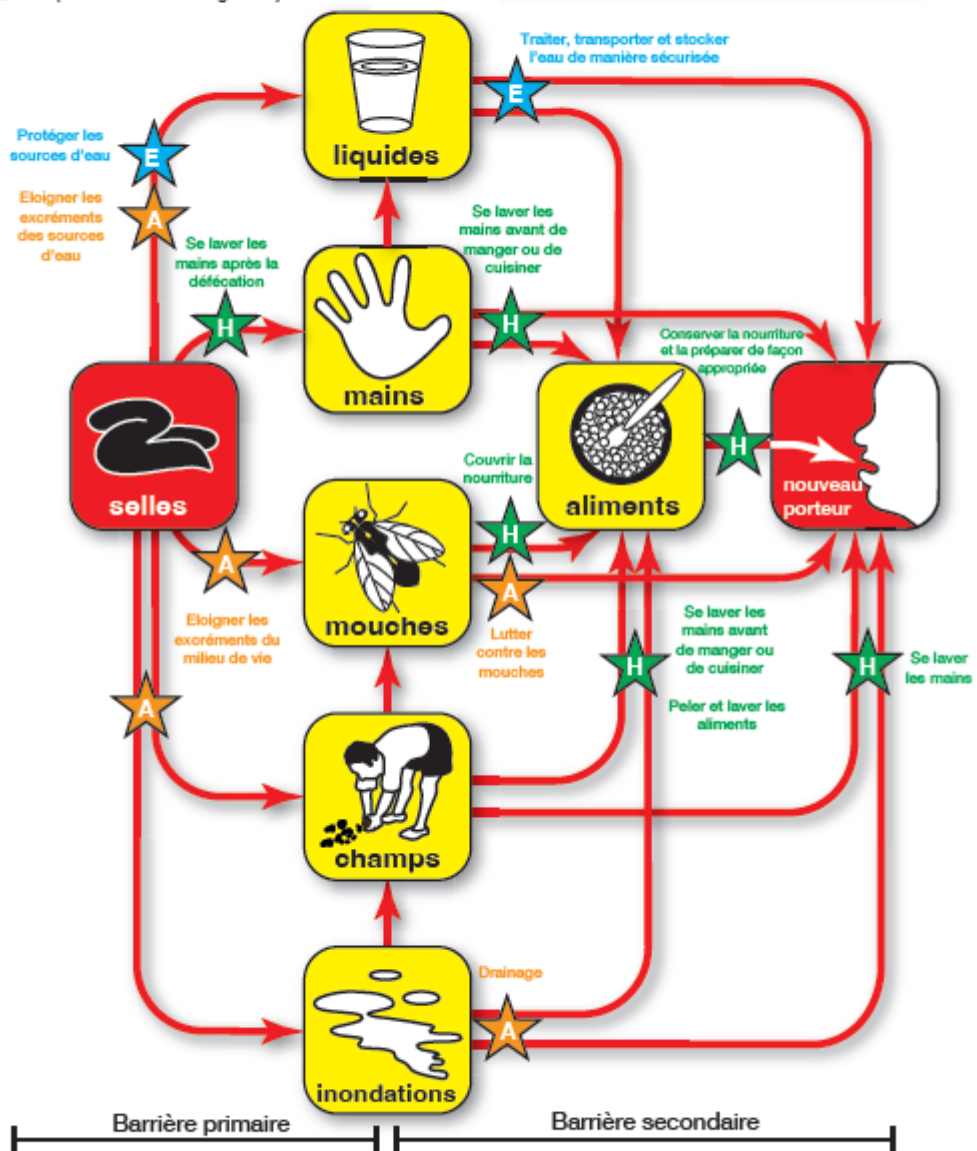 Traiter, transporter et stocker
l'eau de manière sécurisée
E
liquides
Protéger les
sources d'eau
E
Eloigner les
excréments
des sources
d'eau
A
Se laver les
mains après la
défécation
H
Se laver les
mains avant de
manger ou de
cuisiner
H
mains
Conserver la nourriture
et la préparer de façon
appropriée
H
selles
aliments
nouveau
porteur
Couvrir la
nourriture
H
A
mouches
A
Eloigner les
excréments du
milieu de vie
Lutter
contre les
mouches
Se laver les
mains avant
de manger ou
de cuisiner
H
Peler et laver les
aliments
H
Se laver
les mains
A
champs
Drainage
A
inondations
Barrière primaire
Barrière secondaire